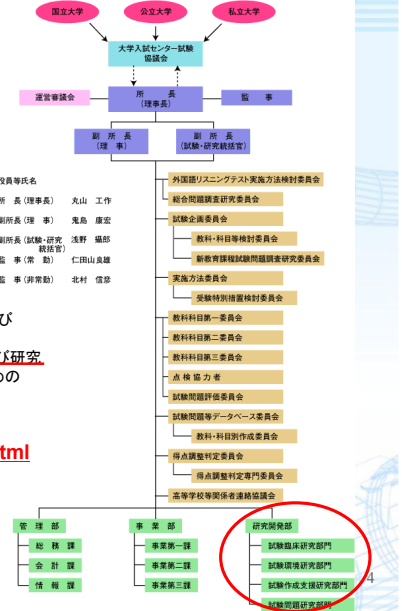 国立大学
公立大学
私立大学
大学入試センター試験
協議会
運営審議会
所 長
(理事長)
監 事
副 所 長
(理 事)
副 所 長
(試験・研究統括官)
役員等氏名
所 長(理事長) 丸山 工作
副所長(理 事) 鬼島 康宏
副所長(試験・研究
統括官) 浅野 攝郎
監 事(常 勤) 仁田山良雄
監 事(非常勤) 北村 信彦
外国語リスニングテスト実施方法検討委員会
総合問題調査研究委員会
試験企画委員会
教科・科目等検討委員会
新教育課程試験問題調査研究委員会
実施方法委員会
受験特別措置検討委員会
教科科目第一委員会
教科科目第二委員会
教科科目第三委員会
点 検 協 力 者
試験問題評価委員会
試験問題等データベース委員会
教科・科目別作成委員会
得点調整判定委員会
得点調整判定専門委員会
高等学校等関係者連絡協議会
び
び研究
めの
tml
管 理 部
総 務 課
会 計 課
情 報 課
事 業 部
事業第一課
事業第二課
事業第三課
研究開発部
試験臨床研究部門
試験環境研究部門
試験作成支援研究部門
試験問題研究部門
4